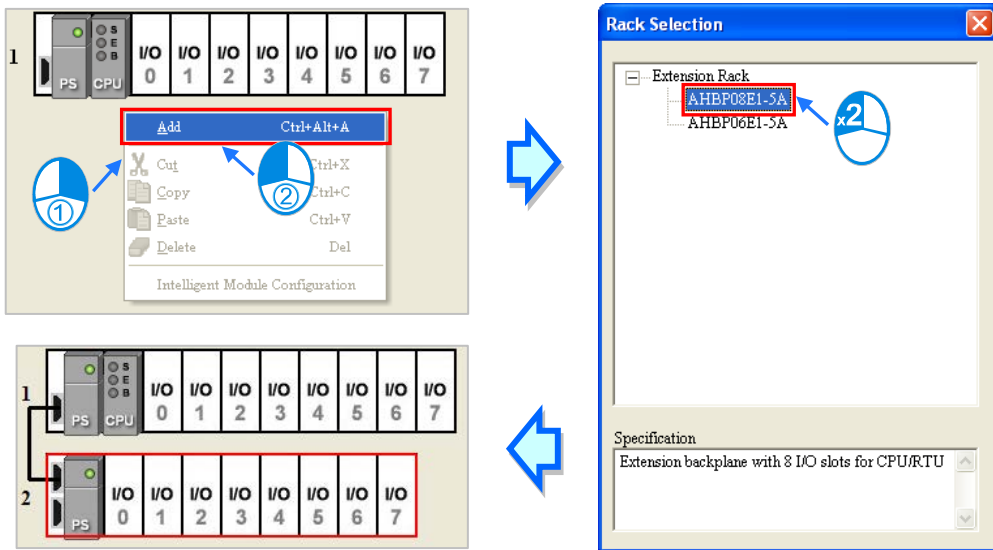 1
PS CPU S E B I/O 0 I/O 1 I/O 2 I/O 3 I/O 4 I/O 5 I/O 6 I/O 7
Add Ctrl+Alt+A
Cut Ctrl+X
Copy Ctrl+C
Paste Ctrl+V
Delete Del
Intelligent Module Configuration
1
2
Rack Selection
Extension Rack
AHBP08E1-5A
AHBP06E1-5A
x2
Specification
Extension backplane with 8 I/O slots for CPU/RTU
1
PS CPU S E B I/O 0 I/O 1 I/O 2 I/O 3 I/O 4 I/O 5 I/O 6 I/O 7
2
PS I/O 0 I/O 1 I/O 2 I/O 3 I/O 4 I/O 5 I/O 6 I/O 7